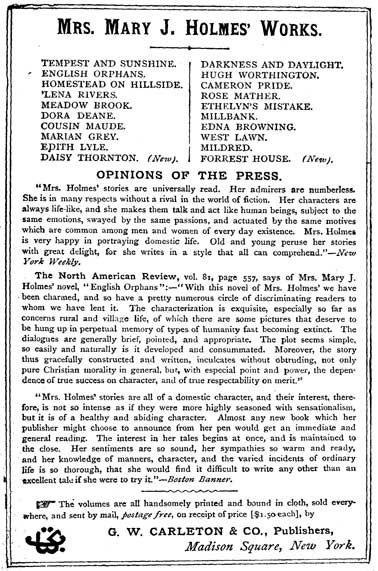 MRS. MARY J. HOLMES' WORKS.
TEMPEST AND SUNSHINE.
ENGLISH ORPHANS.
HOMESTEAD ON HILLSIDE.
'LENA RIVERS.
MEADOW BROOK.
DORA DEANE.
COUSIN MAUDE.
MARIAN GREY.
EDITH LYLE.
DAISY THORNTON. (New).
DARKNESS AND DAYLIGHT.
HUGH WORTHINGTON.
CAMERON PRIDE.
ROSE MATHER.
ETHELYN'S MISTAKE.
MILLBANK.
EDNA BROWNING.
WEST LAWN.
MILDRED.
FORREST HOUSE. (New).
OPINIONS OF THE PRESS.
"Mrs. Holmes' stories are universally read. Her admirers are numberless.
She is in many respects without a rival in the world of fiction. Her characters are
always life-like, and she makes them talk and act like human beings, subject to the
same emotions, swayed by the same passions, and actuated by the same motives
which are common among men and women of every day existence. Mrs. Holmes
is very happy in portraying domestic life. Old and young peruse her stories
with great delight, for she writes in a style that all can comprehend."—New
York Weekly.
The North American Review, vol. 81, page 557, says of Mrs. Mary J.
Holmes' novel, "English Orphans":—"With this novel of Mrs. Holmes' we have
been charmed, and so have a pretty numerous circle of discriminating readers to
whom we have lent it. The characterization is exquisite, especially so far as
concerns rural and village life, of which there are some pictures that deserve to
be hung up in perpetual memory of types of humanity fast becoming extinct. The
dialogues are generally brief, pointed, and appropriate. The plot seems simple,
so easily and naturally is it developed and consummated. Moreover, the story
thus gracefully constructed and written, inculcates without obtruding, not only
pure Christian morality in general, but, with especial point and power, the depen-
dence of true success on character, and of true respectability on merit."
"Mrs. Holmes' stories are all of a domestic character, and their interest, there-
fore, is not so intense as if they were more highly seasoned with sensationalism,
but it is of a healthy and abiding character. Almost any new book which her
publisher might choose to announce from her pen would get an immediate and
general reading. The interest in her tales begins at once, and is maintained to
the close. Her sentiments are so sound, her sympathies so warm and ready,
and her knowledge of manners, character, and the varied incidents of ordinary
life is so thorough, that she would find it difficult to write any other than an
excellent tale if she were to try it."—Boston Banner.
The volumes are all handsomely printed and bound in cloth, sold every-
where, and sent by mail, postage free, on receipt of price [$1.50 each], by
G. W. CARLETON & CO., Publishers,
Madison Square, New York.